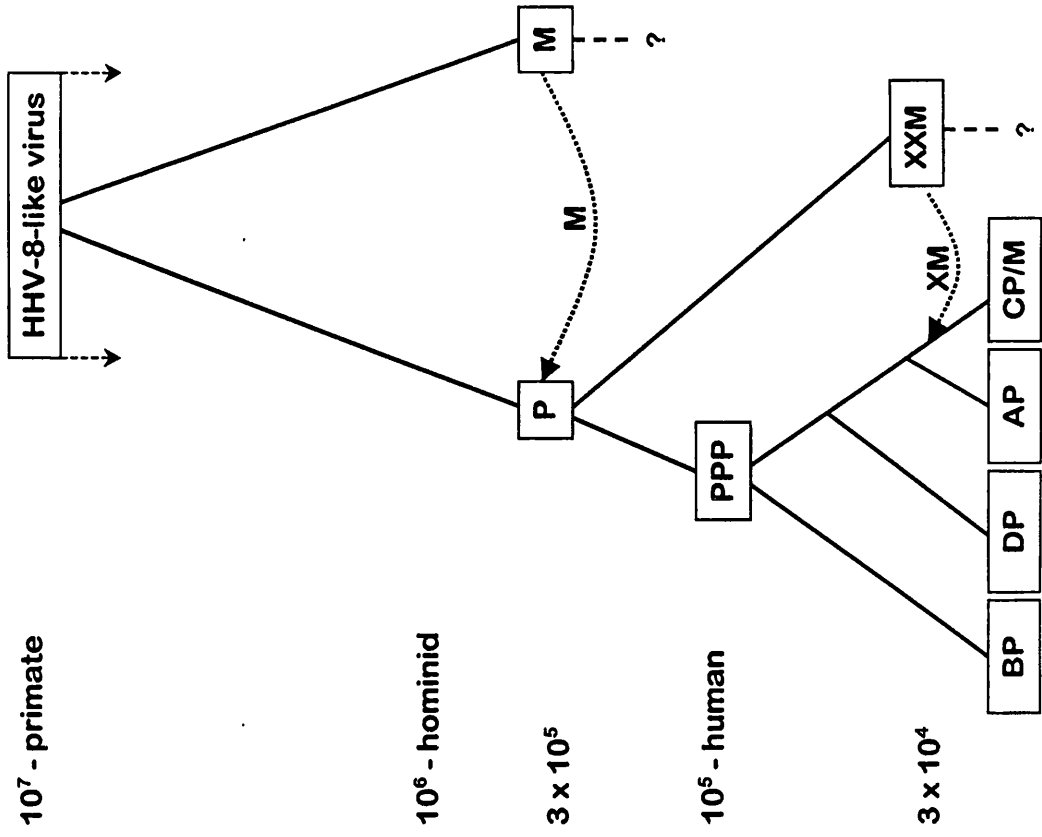 10⁷ - primate
HHV-8-like virus
10⁶ - hominid
3 x 10⁵
P
M
M
?
10⁵ - human
PPP
3 x 10⁴
XXM
XM
?
BP
DP
AP
CP/M